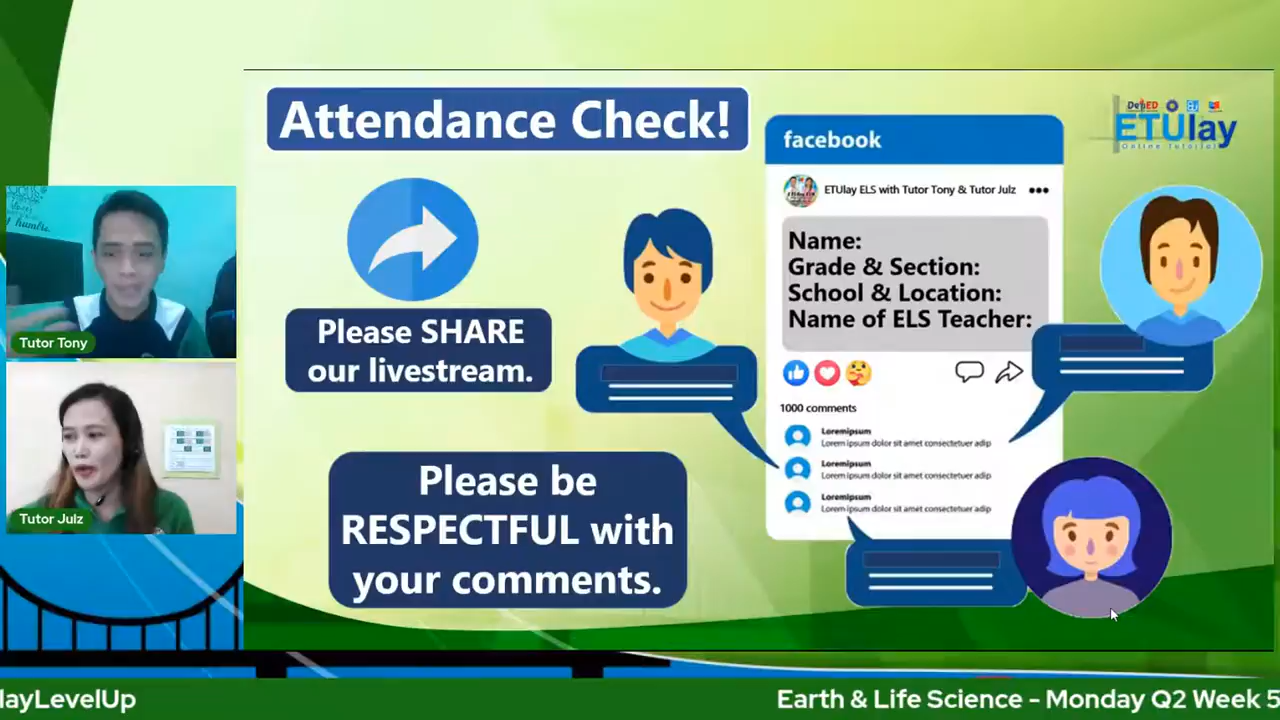 Attendance Check!
DepED
ETUlay
Online Tutorial
facebook
ETUlay ELS with Tutor Tony & Tutor Julz
Name:
Grade & Section:
School & Location:
Name of ELS Teacher:
Please SHARE
our livestream.
1000 comments
Loremipsum
Lorem ipsum dolor sit amet consectetuer adip
Loremipsum
Lorem ipsum dolor sit amet consectetuer adip
Loremipsum
Lorem ipsum dolor sit amet consectetuer adip
Please be
RESPECTFUL with
your comments.
humble.
Tutor Tony
Tutor Julz
layLevelUp
Earth & Life Science - Monday Q2 Week 5